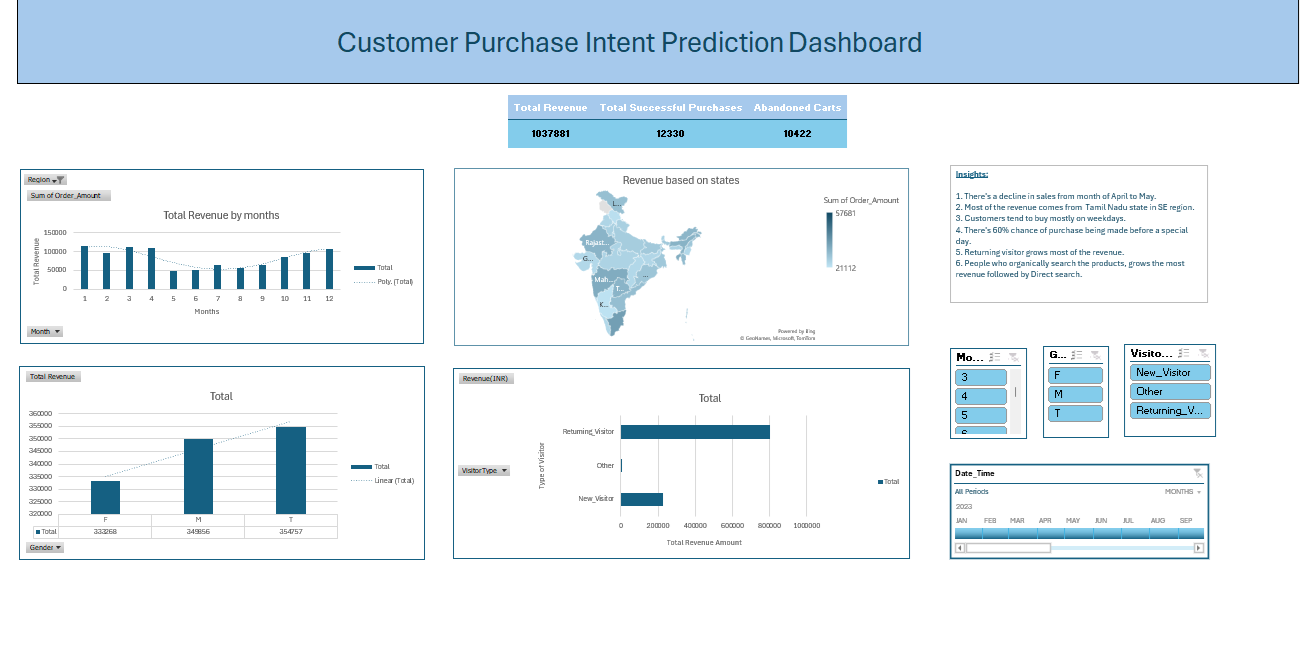 Customer Purchase Intent Prediction Dashboard
Total Revenue Total Successful Purchases Abandoned Carts
1037881 12330 10422
Region
Sum of Order_Amount
Total Revenue by months
150000
100000
50000
0
Total Revenue
1 2 3 4 5 6 7 8 9 10 11 12
Months
Total
Poly. (Total)
Month
Revenue based on states
L...
Rajast...
G...
Mah...
T...
K...
...
Sum of Order_Amount
57681
21112
Powered by Bing
© GeoNames, Microsoft, TomTom
Insights:
1. There's a decline in sales from month of April to May.
2. Most of the revenue comes from Tamil Nadu state in SE region.
3. Customers tend to buy mostly on weekdays.
4. There's 60% chance of purchase being made before a special
day.
5. Returning visitor grows most of the revenue.
6. People who organically search the products, grows the most
revenue followed by Direct search.
Total Revenue
Total
360000
355000
350000
345000
340000
335000
330000
325000
320000
F M T
Total 333268 349856 354757
Total
Linear (Total)
Gender
Revenue(INR)
Total
Type of Visitor
Returning_Visitor
Other
New_Visitor
0 200000 400000 600000 800000 1000000
Total Revenue Amount
VisitorType
Total
Mo...
3
4
5
6
G...
F
M
T
Visito...
New_Visitor
Other
Returning_V...
Date_Time
All Periods MONTHS
2023
JAN FEB MAR APR MAY JUN JUL AUG SEP